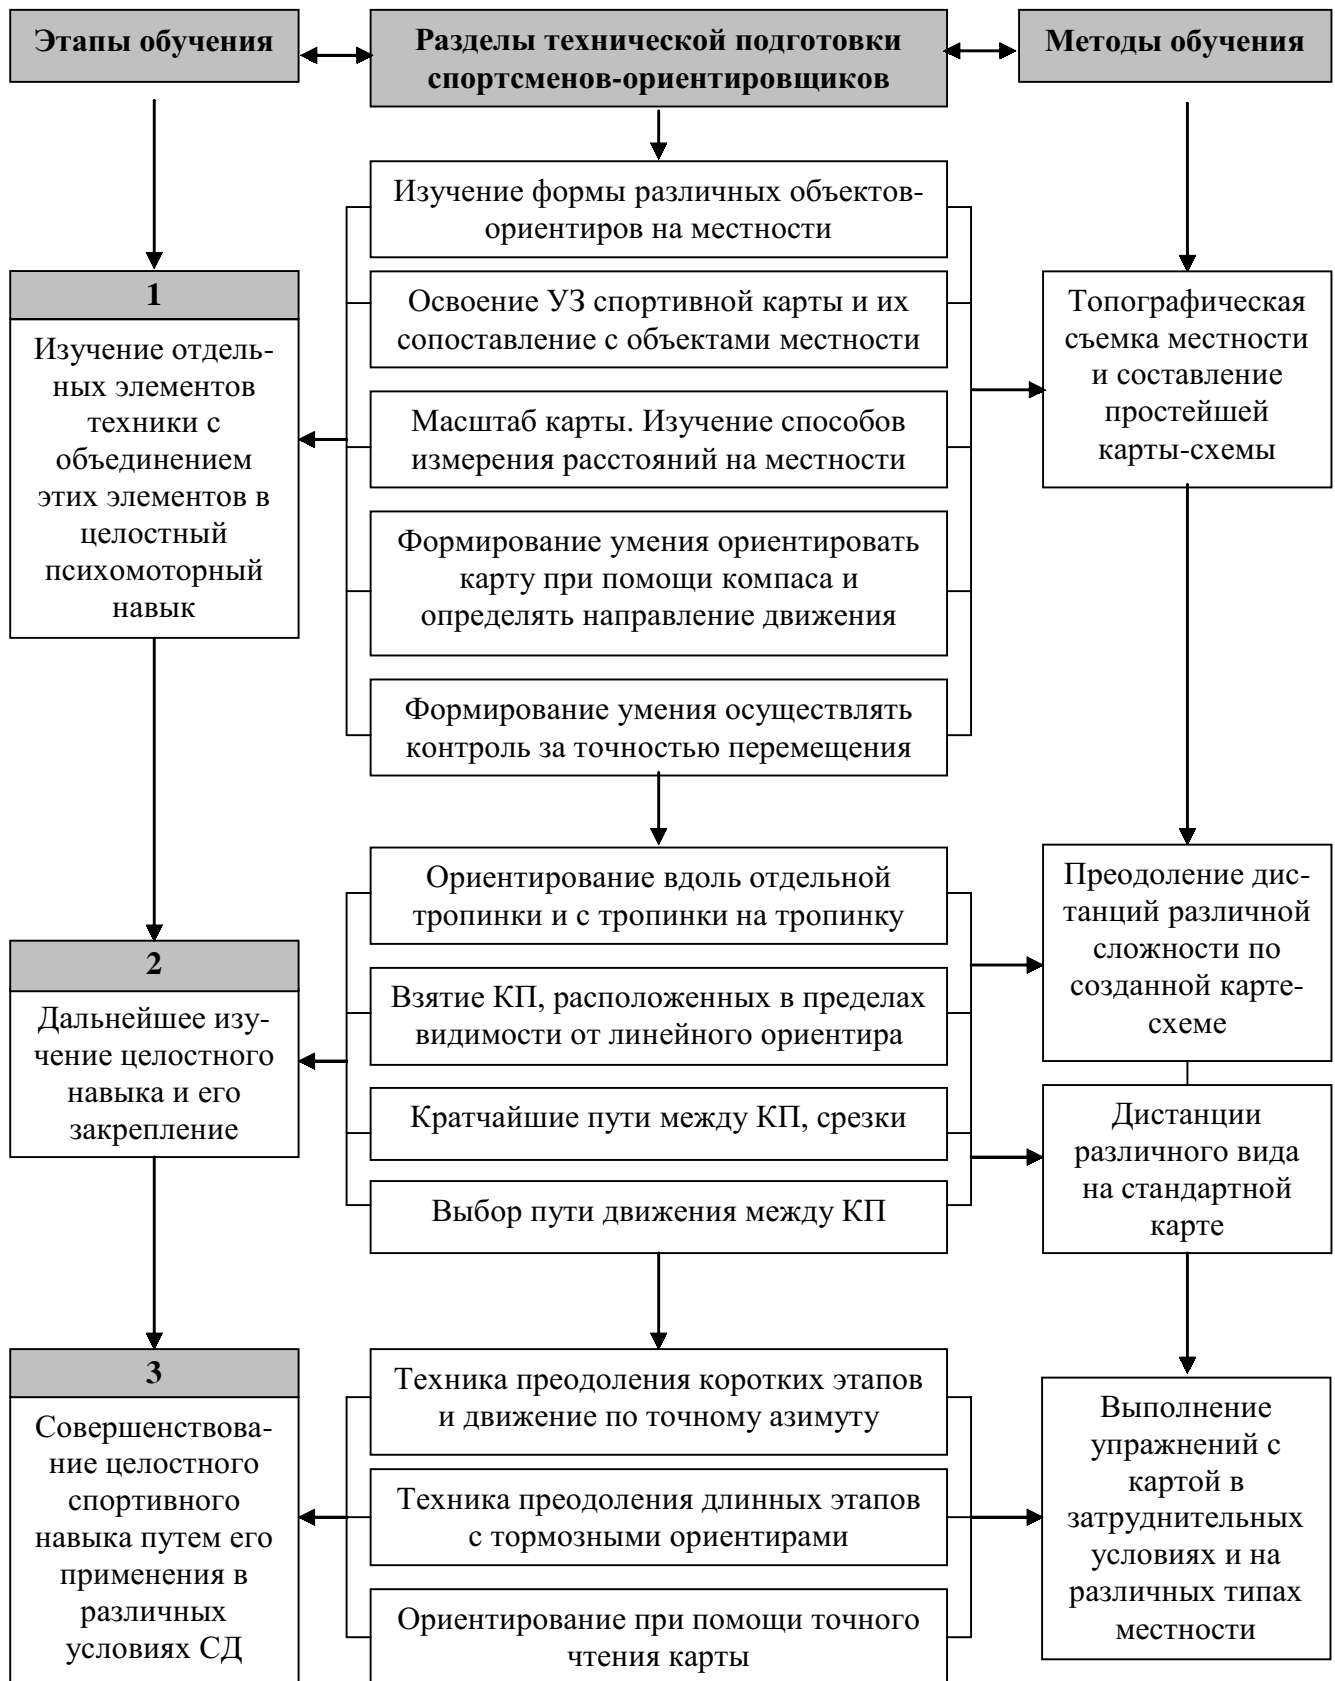 Этапы обучения
Разделы технической подготовки
спортсменов-ориентировщиков
Методы обучения
Изучение формы различных объектов-
ориентиров на местности
Освоение УЗ спортивной карты и их
сопоставление с объектами местности
Масштаб карты. Изучение способов
измерения расстояний на местности
Формирование умения ориентировать
карту при помощи компаса и
определять направление движения
Формирование умения осуществлять
контроль за точностью перемещения
1
Изучение отдель-
ных элементов
техники с
объединением
этих элементов в
целостный
психомоторный
навык
Топографическая
съемка местности
и составление
простейшей
карты-схемы
Ориентирование вдоль отдельной
тропинки и с тропинки на тропинку
Взятие КП, расположенных в пределах
видимости от линейного ориентира
Кратчайшие пути между КП, срезки
Выбор пути движения между КП
2
Дальнейшее изу-
чение целостного
навыка и его
закрепление
Преодоление дис-
танций различной
сложности по
созданной карте-
схеме
Дистанции
различного вида
на стандартной
карте
3
Совершенствова-
ние целостного
спортивного
навыка путем его
применения в
различных
условиях СД
Техника преодоления коротких этапов
и движение по точному азимуту
Техника преодоления длинных этапов
с тормозными ориентирами
Ориентирование при помощи точного
чтения карты
Выполнение
упражнений с
картой в
затруднительных
условиях и на
различных типах
местности